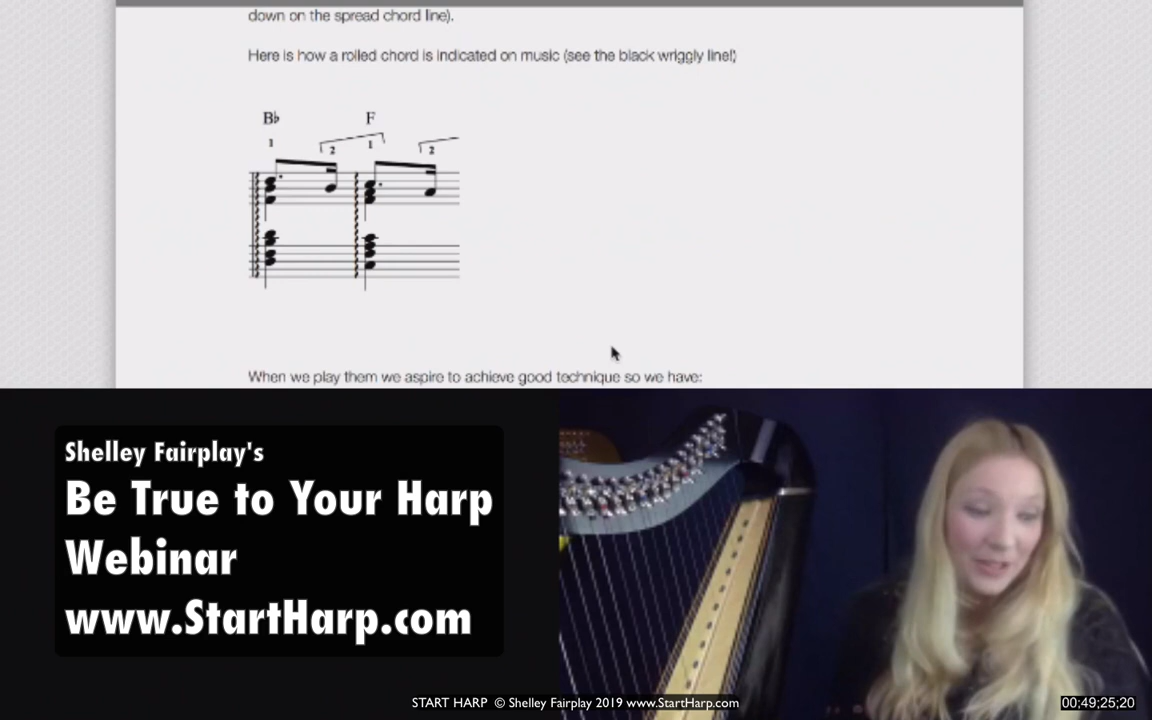 down on the spread chord line).
Here is how a rolled chord is indicated on music (see the black wriggly line!)
B♭ F
1 2 1 2
When we play them we aspire to achieve good technique so we have:
Shelley Fairplay's
Be True to Your Harp
Webinar
www.StartHarp.com
START HARP © Shelley Fairplay 2019 www.StartHarp.com
00;49;25;20